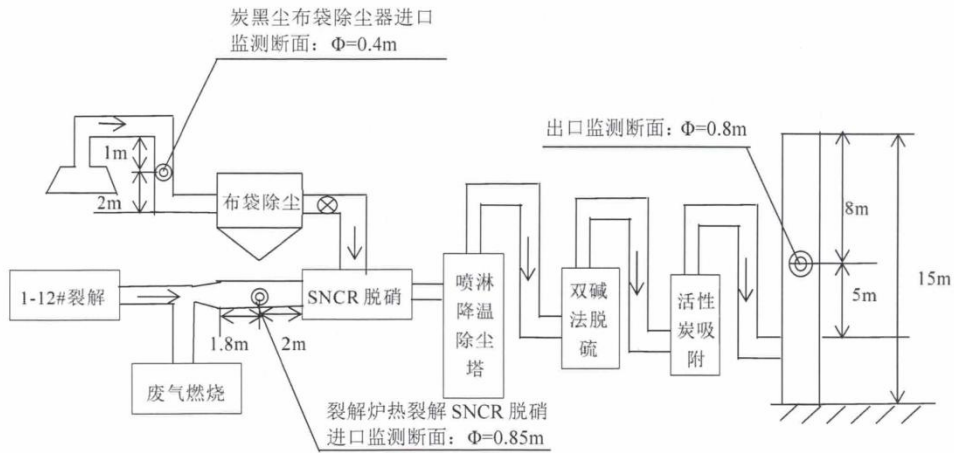 炭黑尘布袋除尘器进口
监测断面：Φ=0.4m
出口监测断面：Φ=0.8m
1m
2m
布袋除尘
8m
15m
5m
1-12#裂解
SNCR 脱硝
喷淋
降温
除尘
塔
双碱
法脱
硫
活性
炭吸
附
1.8m
2m
废气燃烧
裂解炉热裂解 SNCR 脱硝
进口监测断面：Φ=0.85m